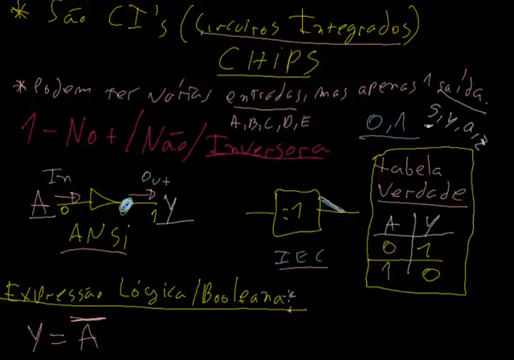 * São CI's (Circuiros Integrados)
CHIPS
* Podem ter várias entradas, mas apenas 1 saída.
A, B, C, D, E
0,1
S, Y, a,
1 - Not / Não / Inversora
In
Out
A
0
1
Y
ANSi
:1
IEC
tabela
Verdade
A Y
0 1
1 0
Expressão Lógica/Booleana:
Y = A̅